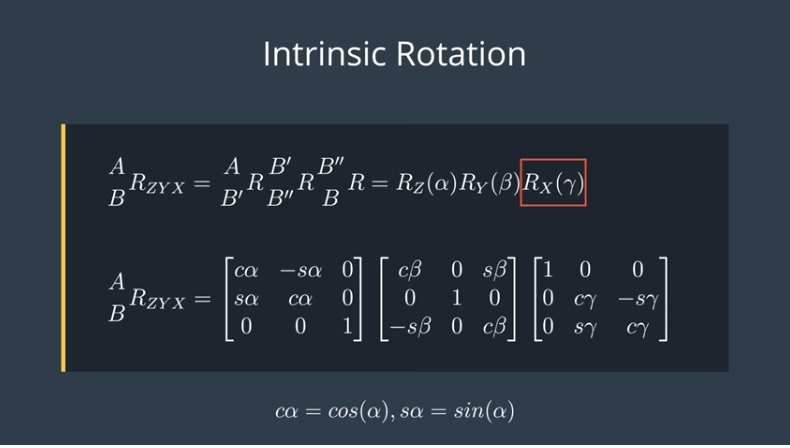 Intrinsic Rotation
$^{A}_{B}R_{ZYX} = {}^{A}_{B'}R\,{}^{B'}_{B''}R\,{}^{B''}_{B}R = R_Z(\alpha)R_Y(\beta)R_X(\gamma)$
$^{A}_{B}R_{ZYX} = \begin{bmatrix} c\alpha & -s\alpha & 0 \\ s\alpha & c\alpha & 0 \\ 0 & 0 & 1 \end{bmatrix} \begin{bmatrix} c\beta & 0 & s\beta \\ 0 & 1 & 0 \\ -s\beta & 0 & c\beta \end{bmatrix} \begin{bmatrix} 1 & 0 & 0 \\ 0 & c\gamma & -s\gamma \\ 0 & s\gamma & c\gamma \end{bmatrix}$
$c\alpha = cos(\alpha), s\alpha = sin(\alpha)$